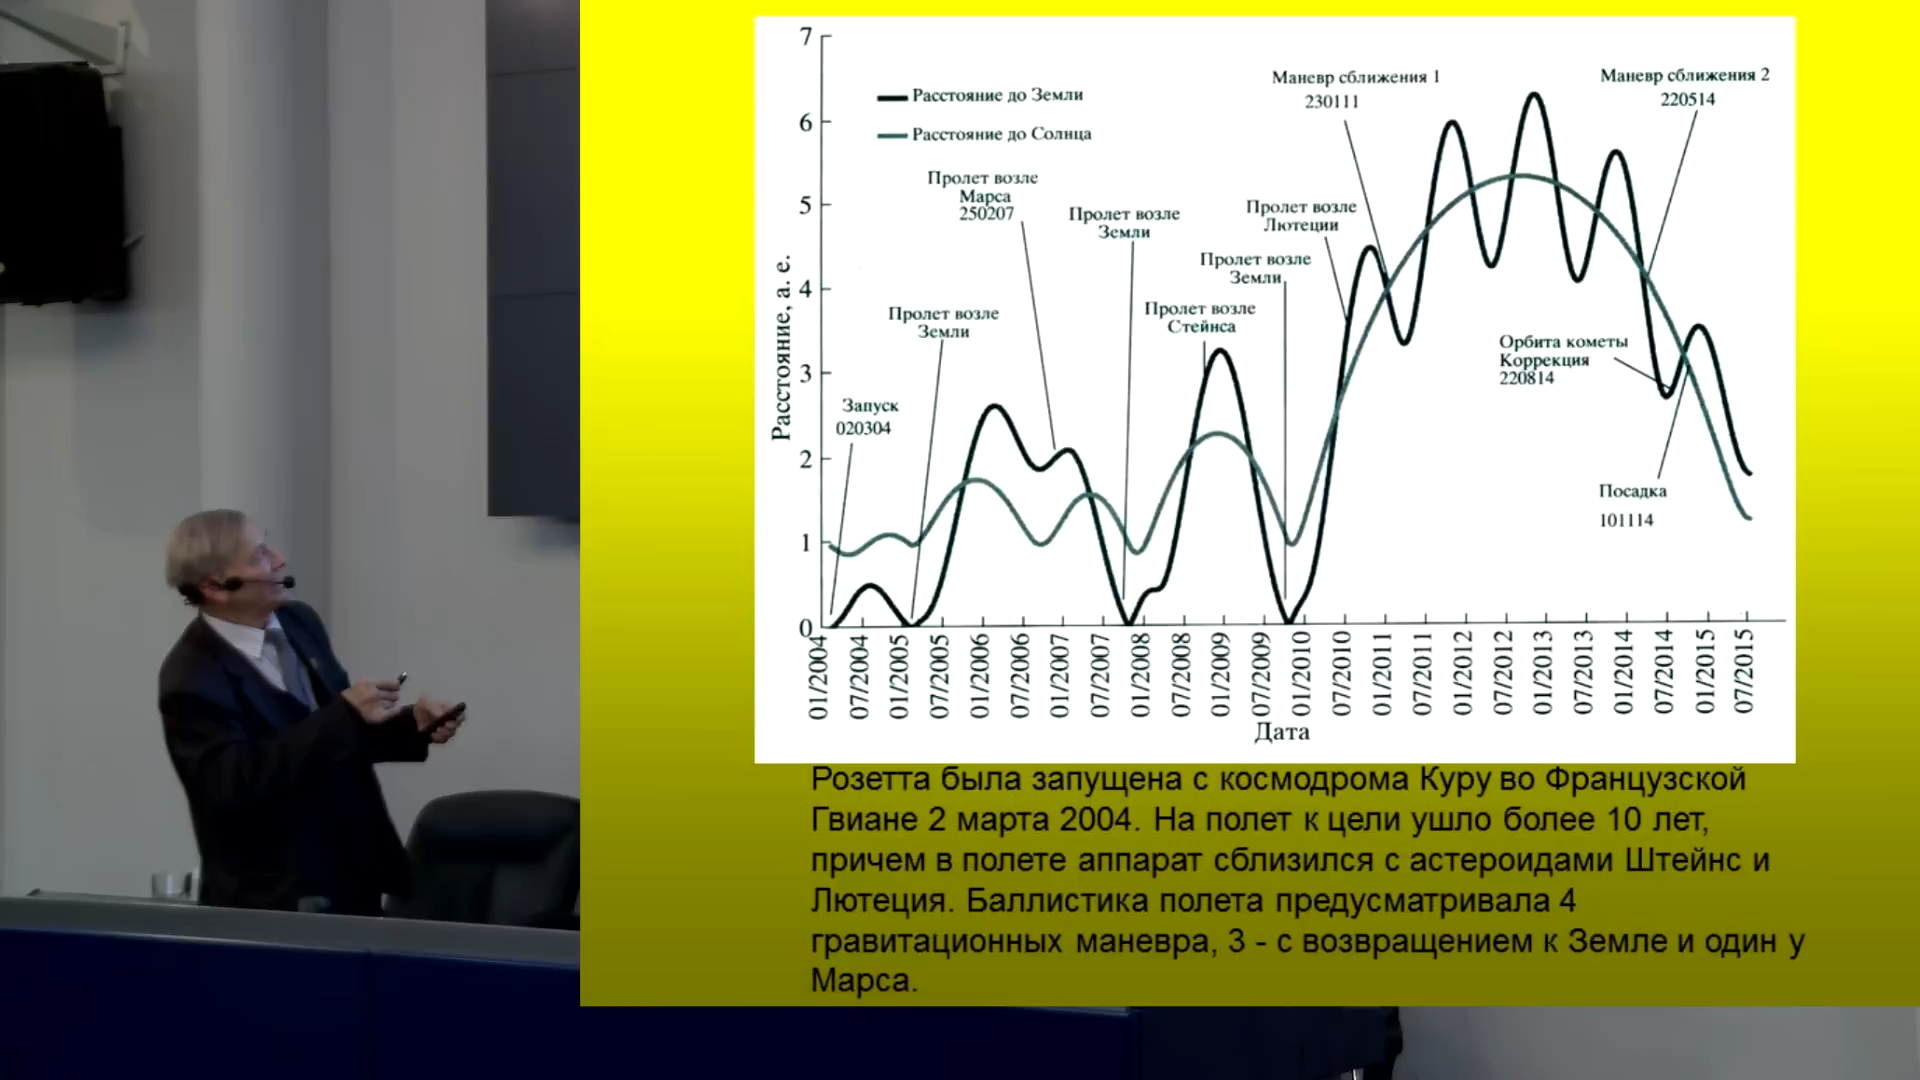 7
6
5
4
3
2
1
0
Расстояние, а. е.
Расстояние до Земли
Расстояние до Солнца
Маневр сближения 1
230111
Маневр сближения 2
220514
Пролет возле
Марса
250207
Пролет возле
Земли
Пролет возле
Лютеции
Пролет возле
Земли
Пролет возле
Стейнса
Пролет возле
Земли
Запуск
020304
Орбита кометы
Коррекция
220814
Посадка
101114
01/2004
07/2004
01/2005
07/2005
01/2006
07/2006
01/2007
07/2007
01/2008
07/2008
01/2009
07/2009
01/2010
07/2010
01/2011
07/2011
01/2012
07/2012
01/2013
07/2013
01/2014
07/2014
01/2015
07/2015
Дата
Розетта была запущена с космодрома Куру во Французской
Гвиане 2 марта 2004. На полет к цели ушло более 10 лет,
причем в полете аппарат сблизился с астероидами Штейнс и
Лютеция. Баллистика полета предусматривала 4
гравитационных маневра, 3 - с возвращением к Земле и один у
Марса.